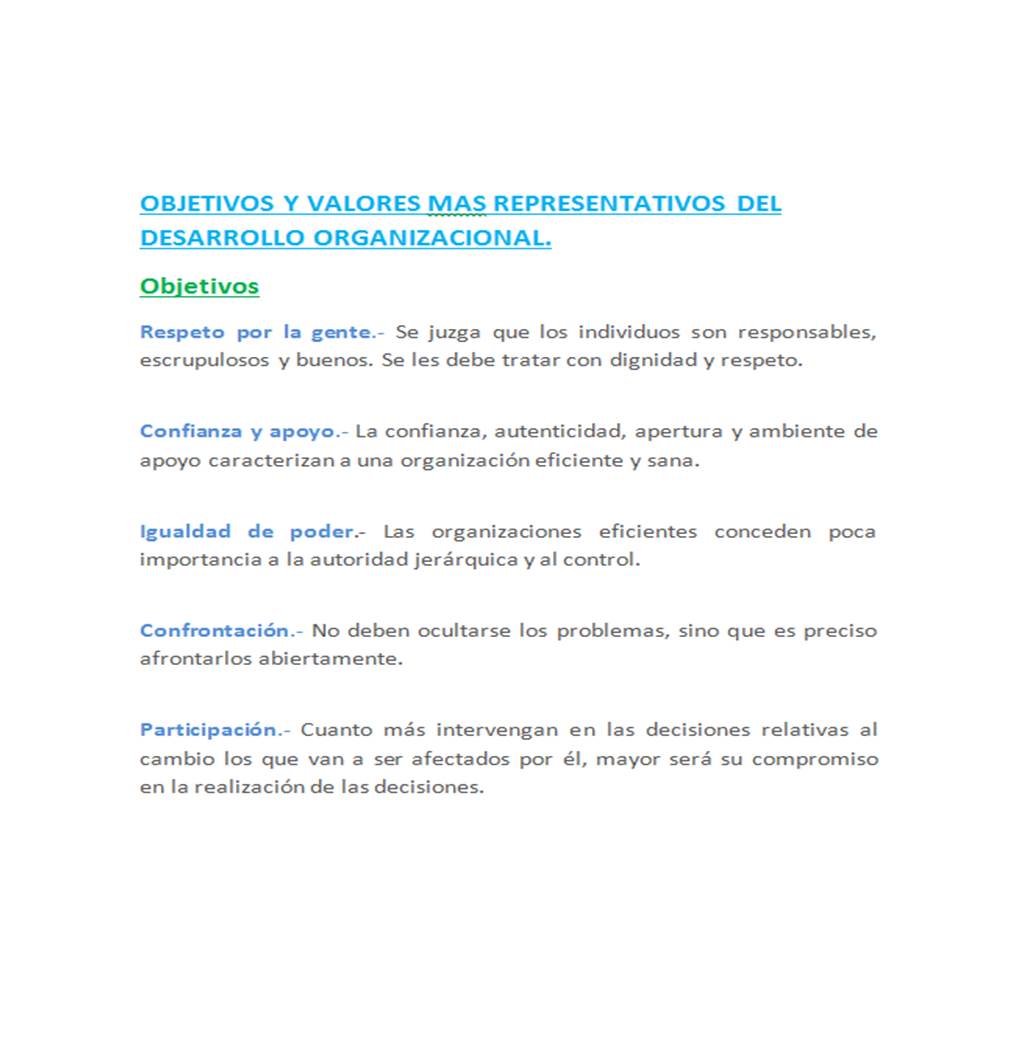 OBJETIVOS Y VALORES MAS REPRESENTATIVOS DEL
DESARROLLO ORGANIZACIONAL.
Objetivos
Respeto por la gente.- Se juzga que los individuos son responsables,
escrupulosos y buenos. Se les debe tratar con dignidad y respeto.
Confianza y apoyo.- La confianza, autenticidad, apertura y ambiente de
apoyo caracterizan a una organización eficiente y sana.
Igualdad de poder.- Las organizaciones eficientes conceden poca
importancia a la autoridad jerárquica y al control.
Confrontación.- No deben ocultarse los problemas, sino que es preciso
afrontarlos abiertamente.
Participación.- Cuanto más intervengan en las decisiones relativas al
cambio los que van a ser afectados por él, mayor será su compromiso
en la realización de las decisiones.